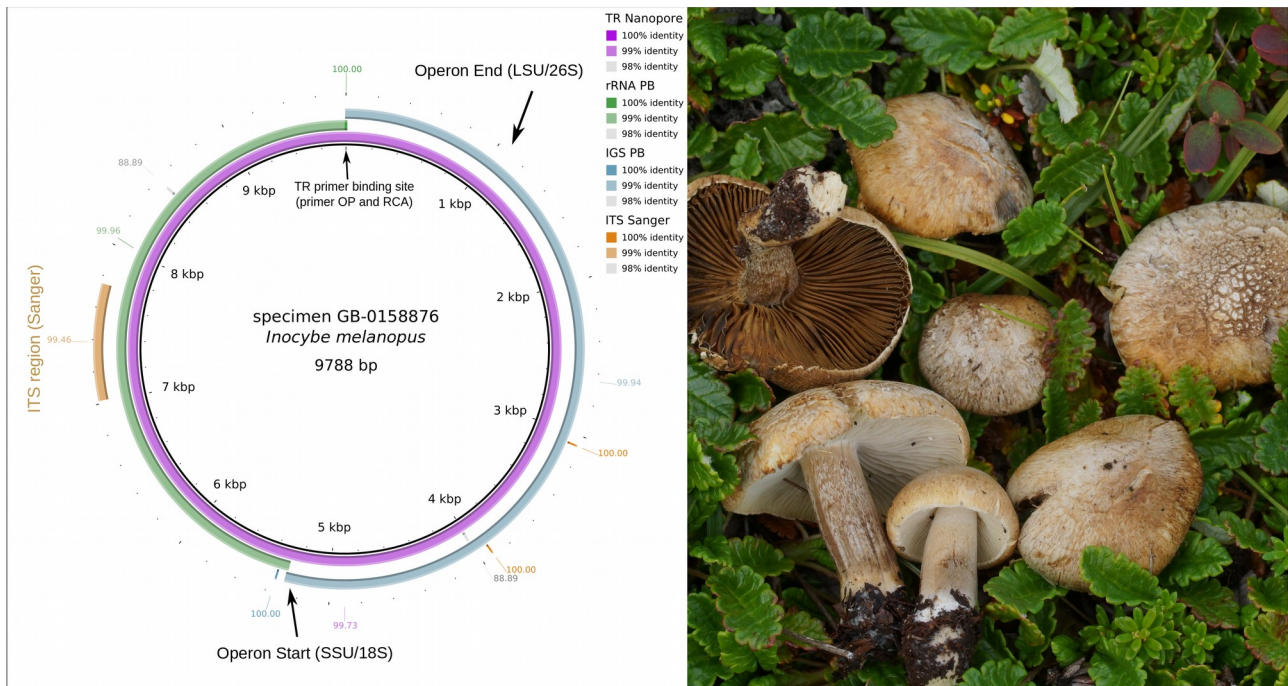 TR Nanopore
100% identity
99% identity
98% identity
rRNA PB
100% identity
99% identity
98% identity
IGS PB
100% identity
99% identity
98% identity
ITS Sanger
100% identity
99% identity
98% identity
100.00
Operon End (LSU/26S)
88.89
9 kbp
TR primer binding site
(primer OP and RCA)
1 kbp
99.96
8 kbp
2 kbp
ITS region (Sanger)
99.46
specimen GB-0158876
Inocybe melanopus
9788 bp
99.94
7 kbp
3 kbp
100.00
6 kbp
4 kbp
5 kbp
100.00
88.89
100.00
99.73
Operon Start (SSU/18S)